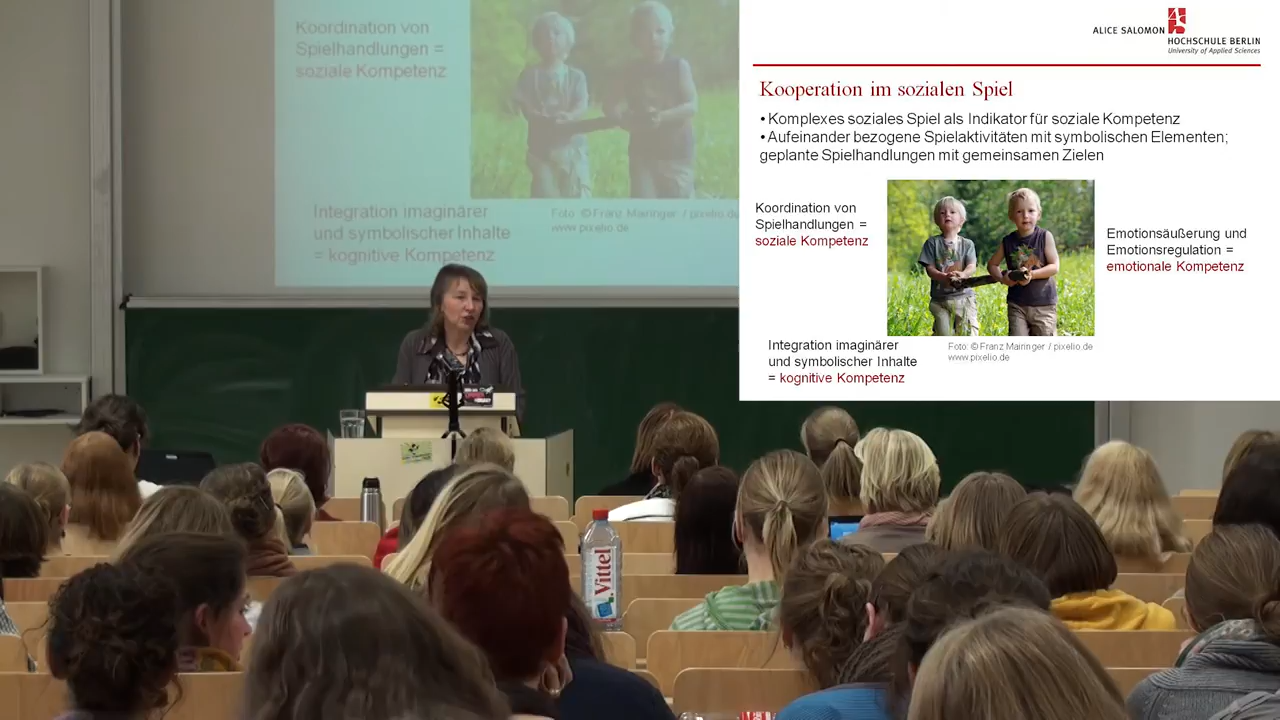 Koordination von
Spielhandlungen =
soziale Kompetenz
Integration imaginärer
und symbolischer Inhalte
= kognitive Kompetenz
Foto: © Franz Mairinger / pixelio.de
www.pixelio.de
ALICE SALOMON
HOCHSCHULE BERLIN
University of Applied Sciences
Kooperation im sozialen Spiel
• Komplexes soziales Spiel als Indikator für soziale Kompetenz
• Aufeinander bezogene Spielaktivitäten mit symbolischen Elementen;
geplante Spielhandlungen mit gemeinsamen Zielen
Koordination von
Spielhandlungen =
soziale Kompetenz
Emotionsäußerung und
Emotionsregulation =
emotionale Kompetenz
Integration imaginärer
und symbolischer Inhalte
= kognitive Kompetenz
Foto: © Franz Mairinger / pixelio.de
www.pixelio.de
Vittel